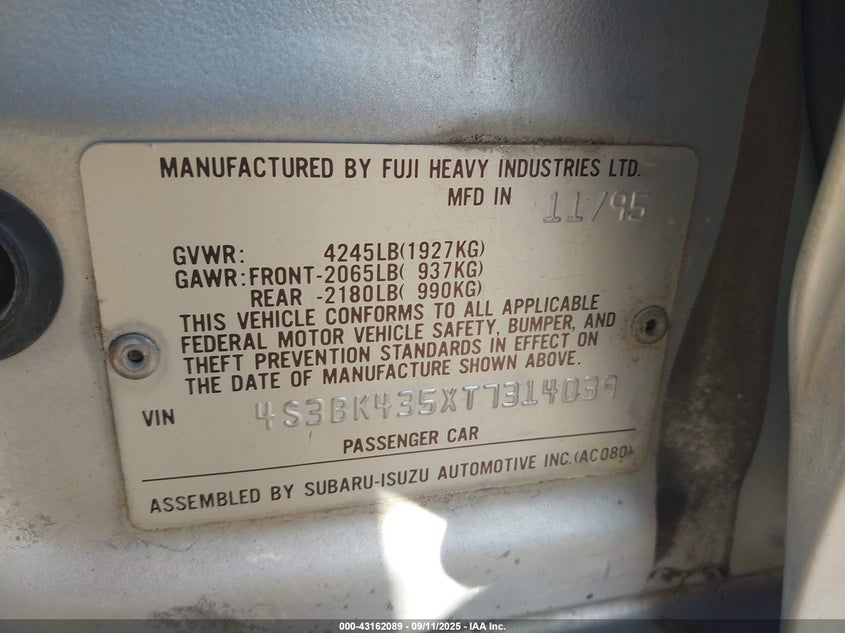 MANUFACTURED BY FUJI HEAVY INDUSTRIES LTD.
MFD IN 11/95
GVWR: 4245LB(1927KG)
GAWR:FRONT-2065LB( 937KG)
REAR -2180LB( 990KG)
THIS VEHICLE CONFORMS TO ALL APPLICABLE
FEDERAL MOTOR VEHICLE SAFETY, BUMPER, AND
THEFT PREVENTION STANDARDS IN EFFECT ON
THE DATE OF MANUFACTURE SHOWN ABOVE.
VIN 4S3BK435XT7314039
PASSENGER CAR
ASSEMBLED BY SUBARU-ISUZU AUTOMOTIVE INC.(AC080)
000-43162089 - 09/11/2025 - IAA Inc.